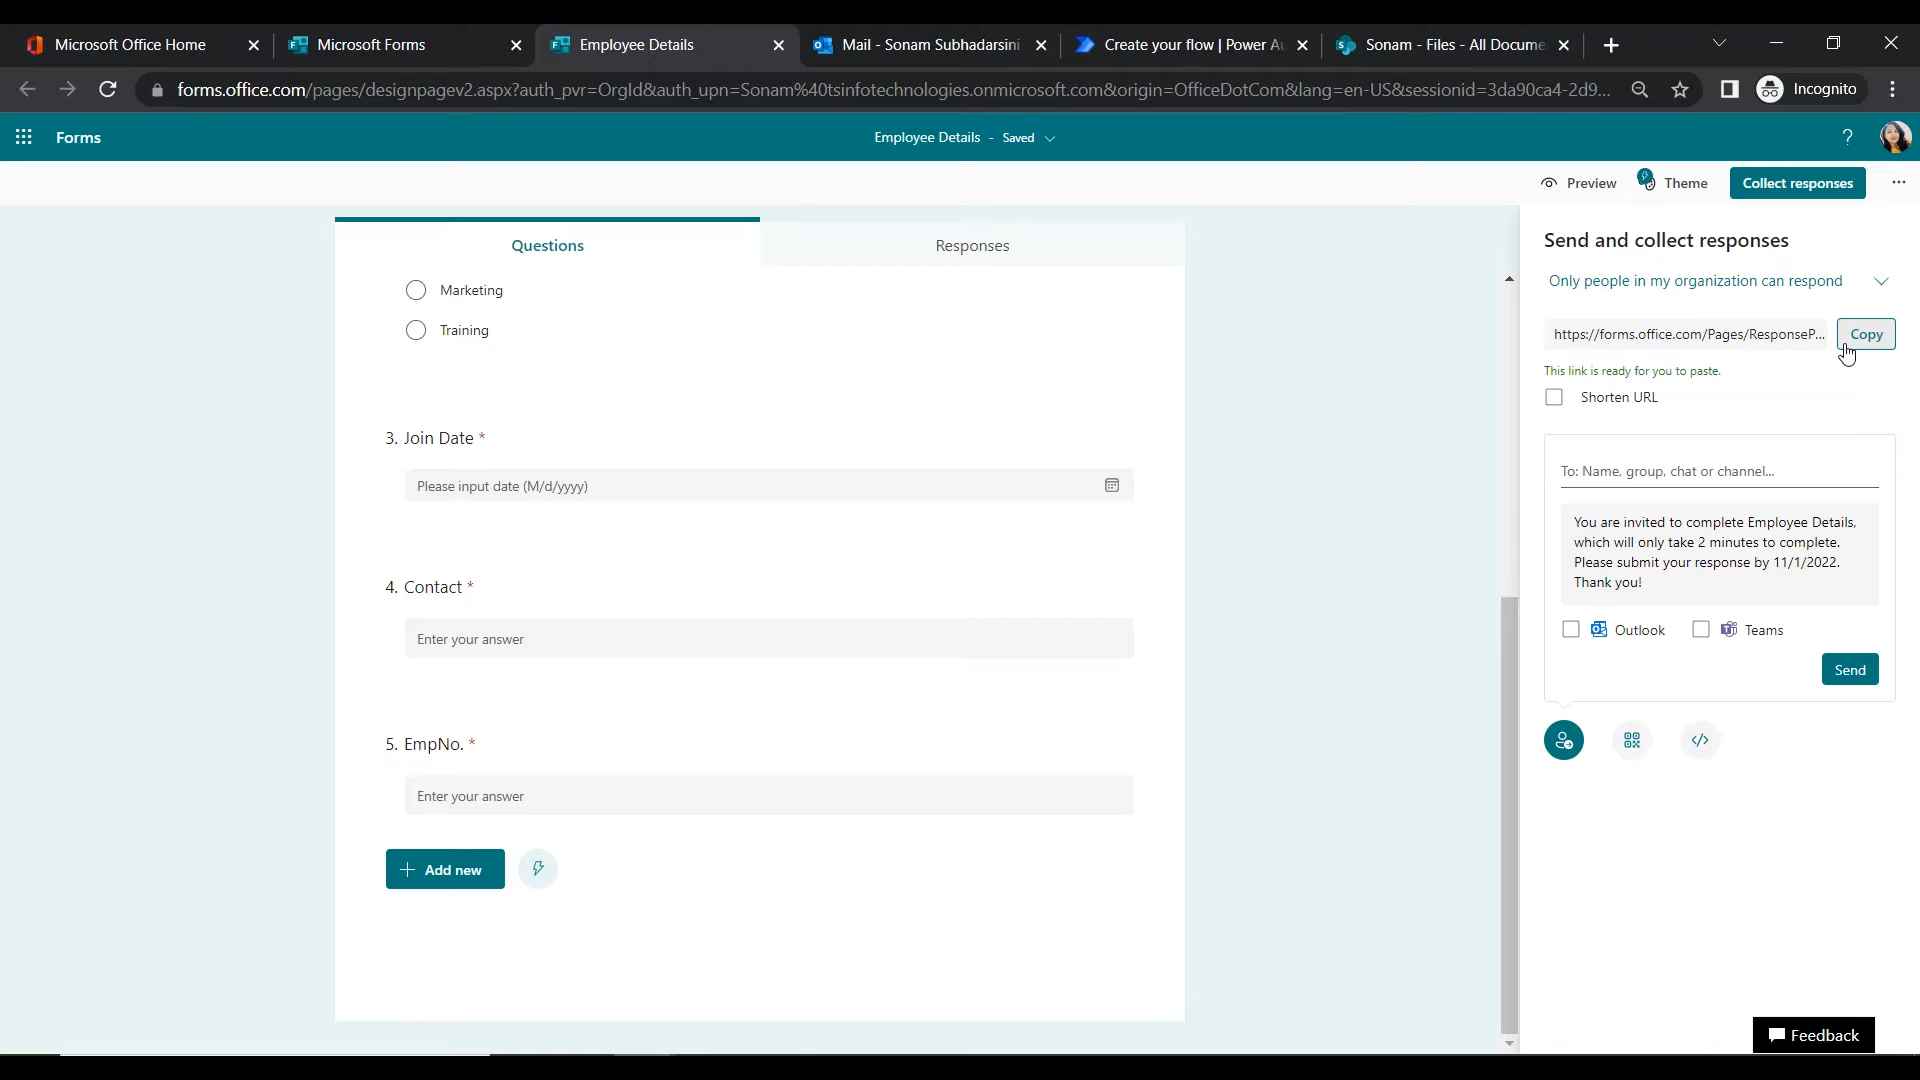 Microsoft Office Home
Microsoft Forms
Employee Details
Mail - Sonam Subhadarsini
Create your flow | Power Au
Sonam - Files - All Docume
forms.office.com/pages/designpagev2.aspx?auth_pvr=OrgId&auth_upn=Sonam%40tsinfotechnologies.onmicrosoft.com&origin=OfficeDotCom&lang=en-US&sessionid=3da90ca4-2d9...
Incognito
Forms
Employee Details - Saved
?
Preview
Theme
Collect responses
Questions
Responses
Marketing
Training
3. Join Date *
Please input date (M/d/yyyy)
4. Contact *
Enter your answer
5. EmpNo. *
Enter your answer
Add new
Send and collect responses
Only people in my organization can respond
https://forms.office.com/Pages/ResponseP...
Copy
This link is ready for you to paste.
Shorten URL
To: Name, group, chat or channel...
You are invited to complete Employee Details,
which will only take 2 minutes to complete.
Please submit your response by 11/1/2022.
Thank you!
Outlook
Teams
Send
Feedback